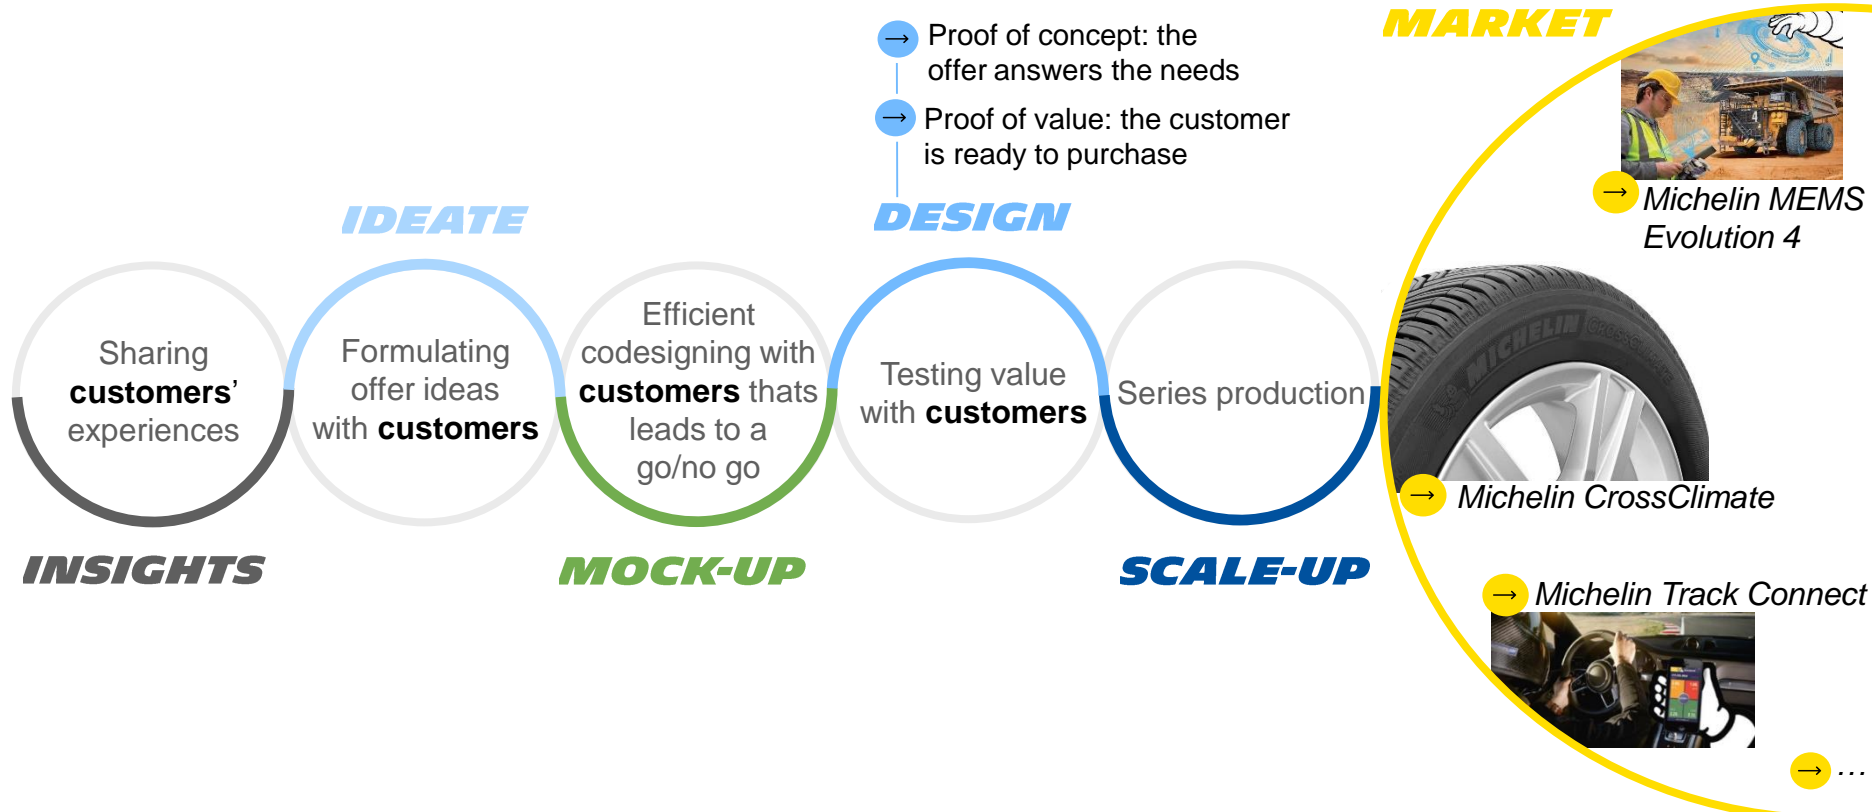 MARKET
Proof of concept: the
offer answers the needs
Proof of value: the customer
is ready to purchase
IDEATE
DESIGN
Sharing
customers’
experiences
Formulating
offer ideas
with customers
Efficient
codesigning with
customers thats
leads to a
go/no go
Testing value
with customers
Series production
INSIGHTS
MOCK-UP
SCALE-UP
4
Michelin MEMS
Evolution 4
MICHELIN CROSSCLIMATE
Michelin CrossClimate
Michelin Track Connect
...